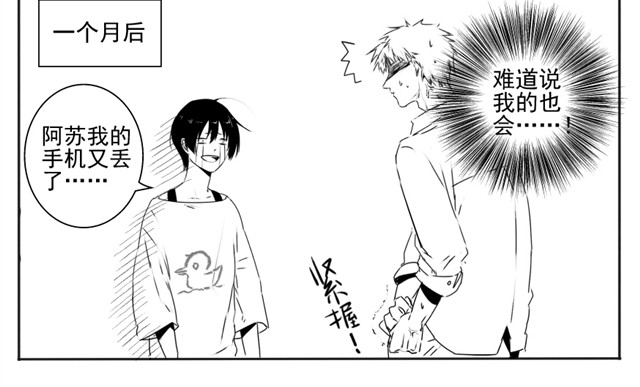 一个月后
阿苏我的
手机又丢
了……
难道说
我的也
会……！
紧握！